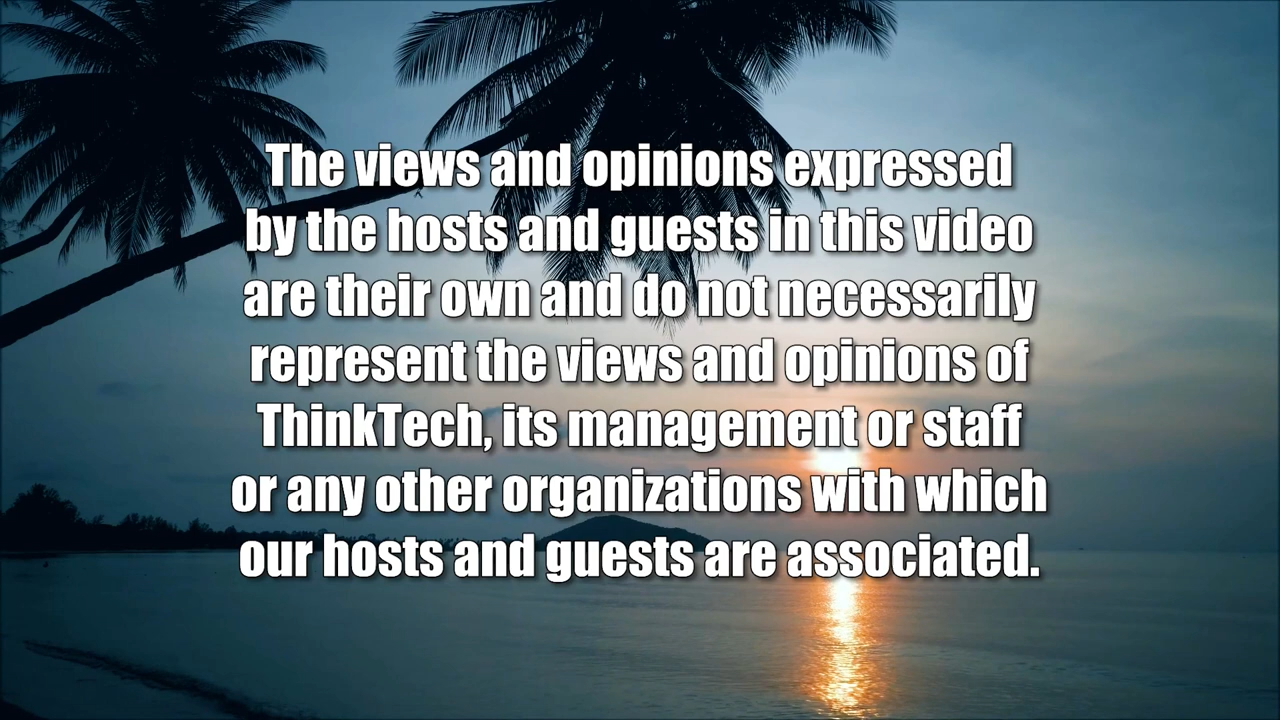 The views and opinions expressed
by the hosts and guests in this video
are their own and do not necessarily
represent the views and opinions of
ThinkTech, its management or staff
or any other organizations with which
our hosts and guests are associated.